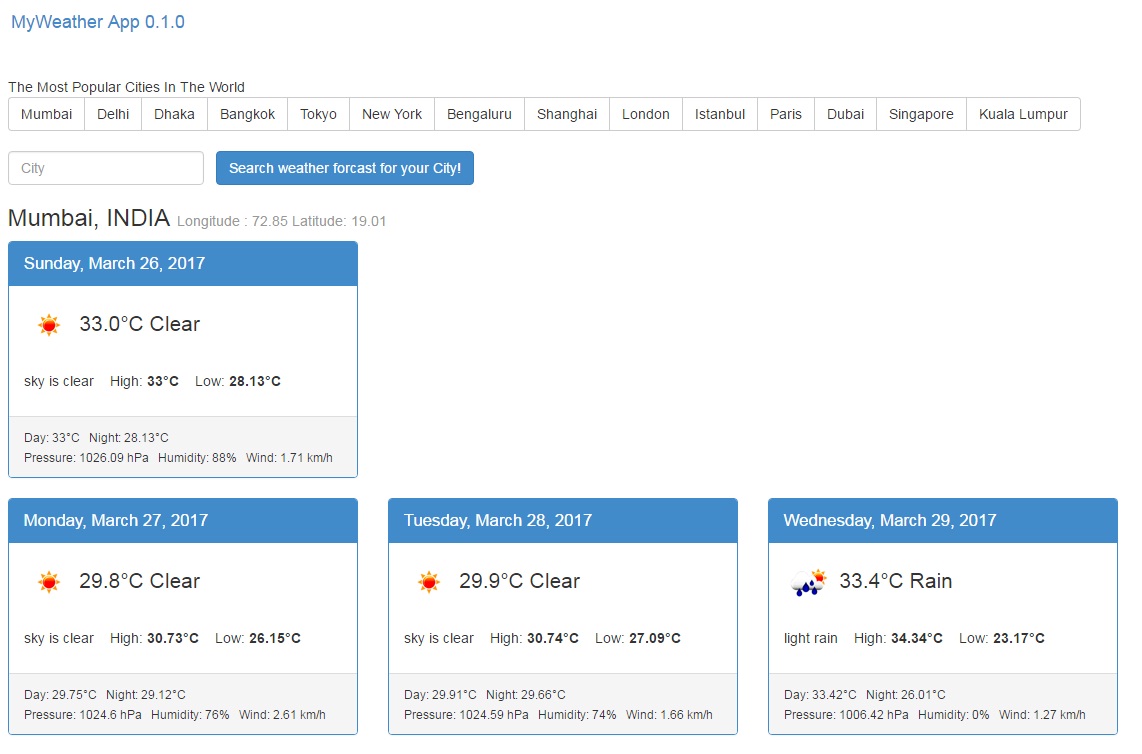 MyWeather App 0.1.0
The Most Popular Cities In The World
Mumbai Delhi Dhaka Bangkok Tokyo New York Bengaluru Shanghai London Istanbul Paris Dubai Singapore Kuala Lumpur
City Search weather forcast for your City!
Mumbai, INDIA Longitude : 72.85 Latitude: 19.01
Sunday, March 26, 2017
33.0°C Clear
sky is clear High: 33°C Low: 28.13°C
Day: 33°C Night: 28.13°C
Pressure: 1026.09 hPa Humidity: 88% Wind: 1.71 km/h
Monday, March 27, 2017
29.8°C Clear
sky is clear High: 30.73°C Low: 26.15°C
Day: 29.75°C Night: 29.12°C
Pressure: 1024.6 hPa Humidity: 76% Wind: 2.61 km/h
Tuesday, March 28, 2017
29.9°C Clear
sky is clear High: 30.74°C Low: 27.09°C
Day: 29.91°C Night: 29.66°C
Pressure: 1024.59 hPa Humidity: 74% Wind: 1.66 km/h
Wednesday, March 29, 2017
33.4°C Rain
light rain High: 34.34°C Low: 23.17°C
Day: 33.42°C Night: 26.01°C
Pressure: 1006.42 hPa Humidity: 0% Wind: 1.27 km/h